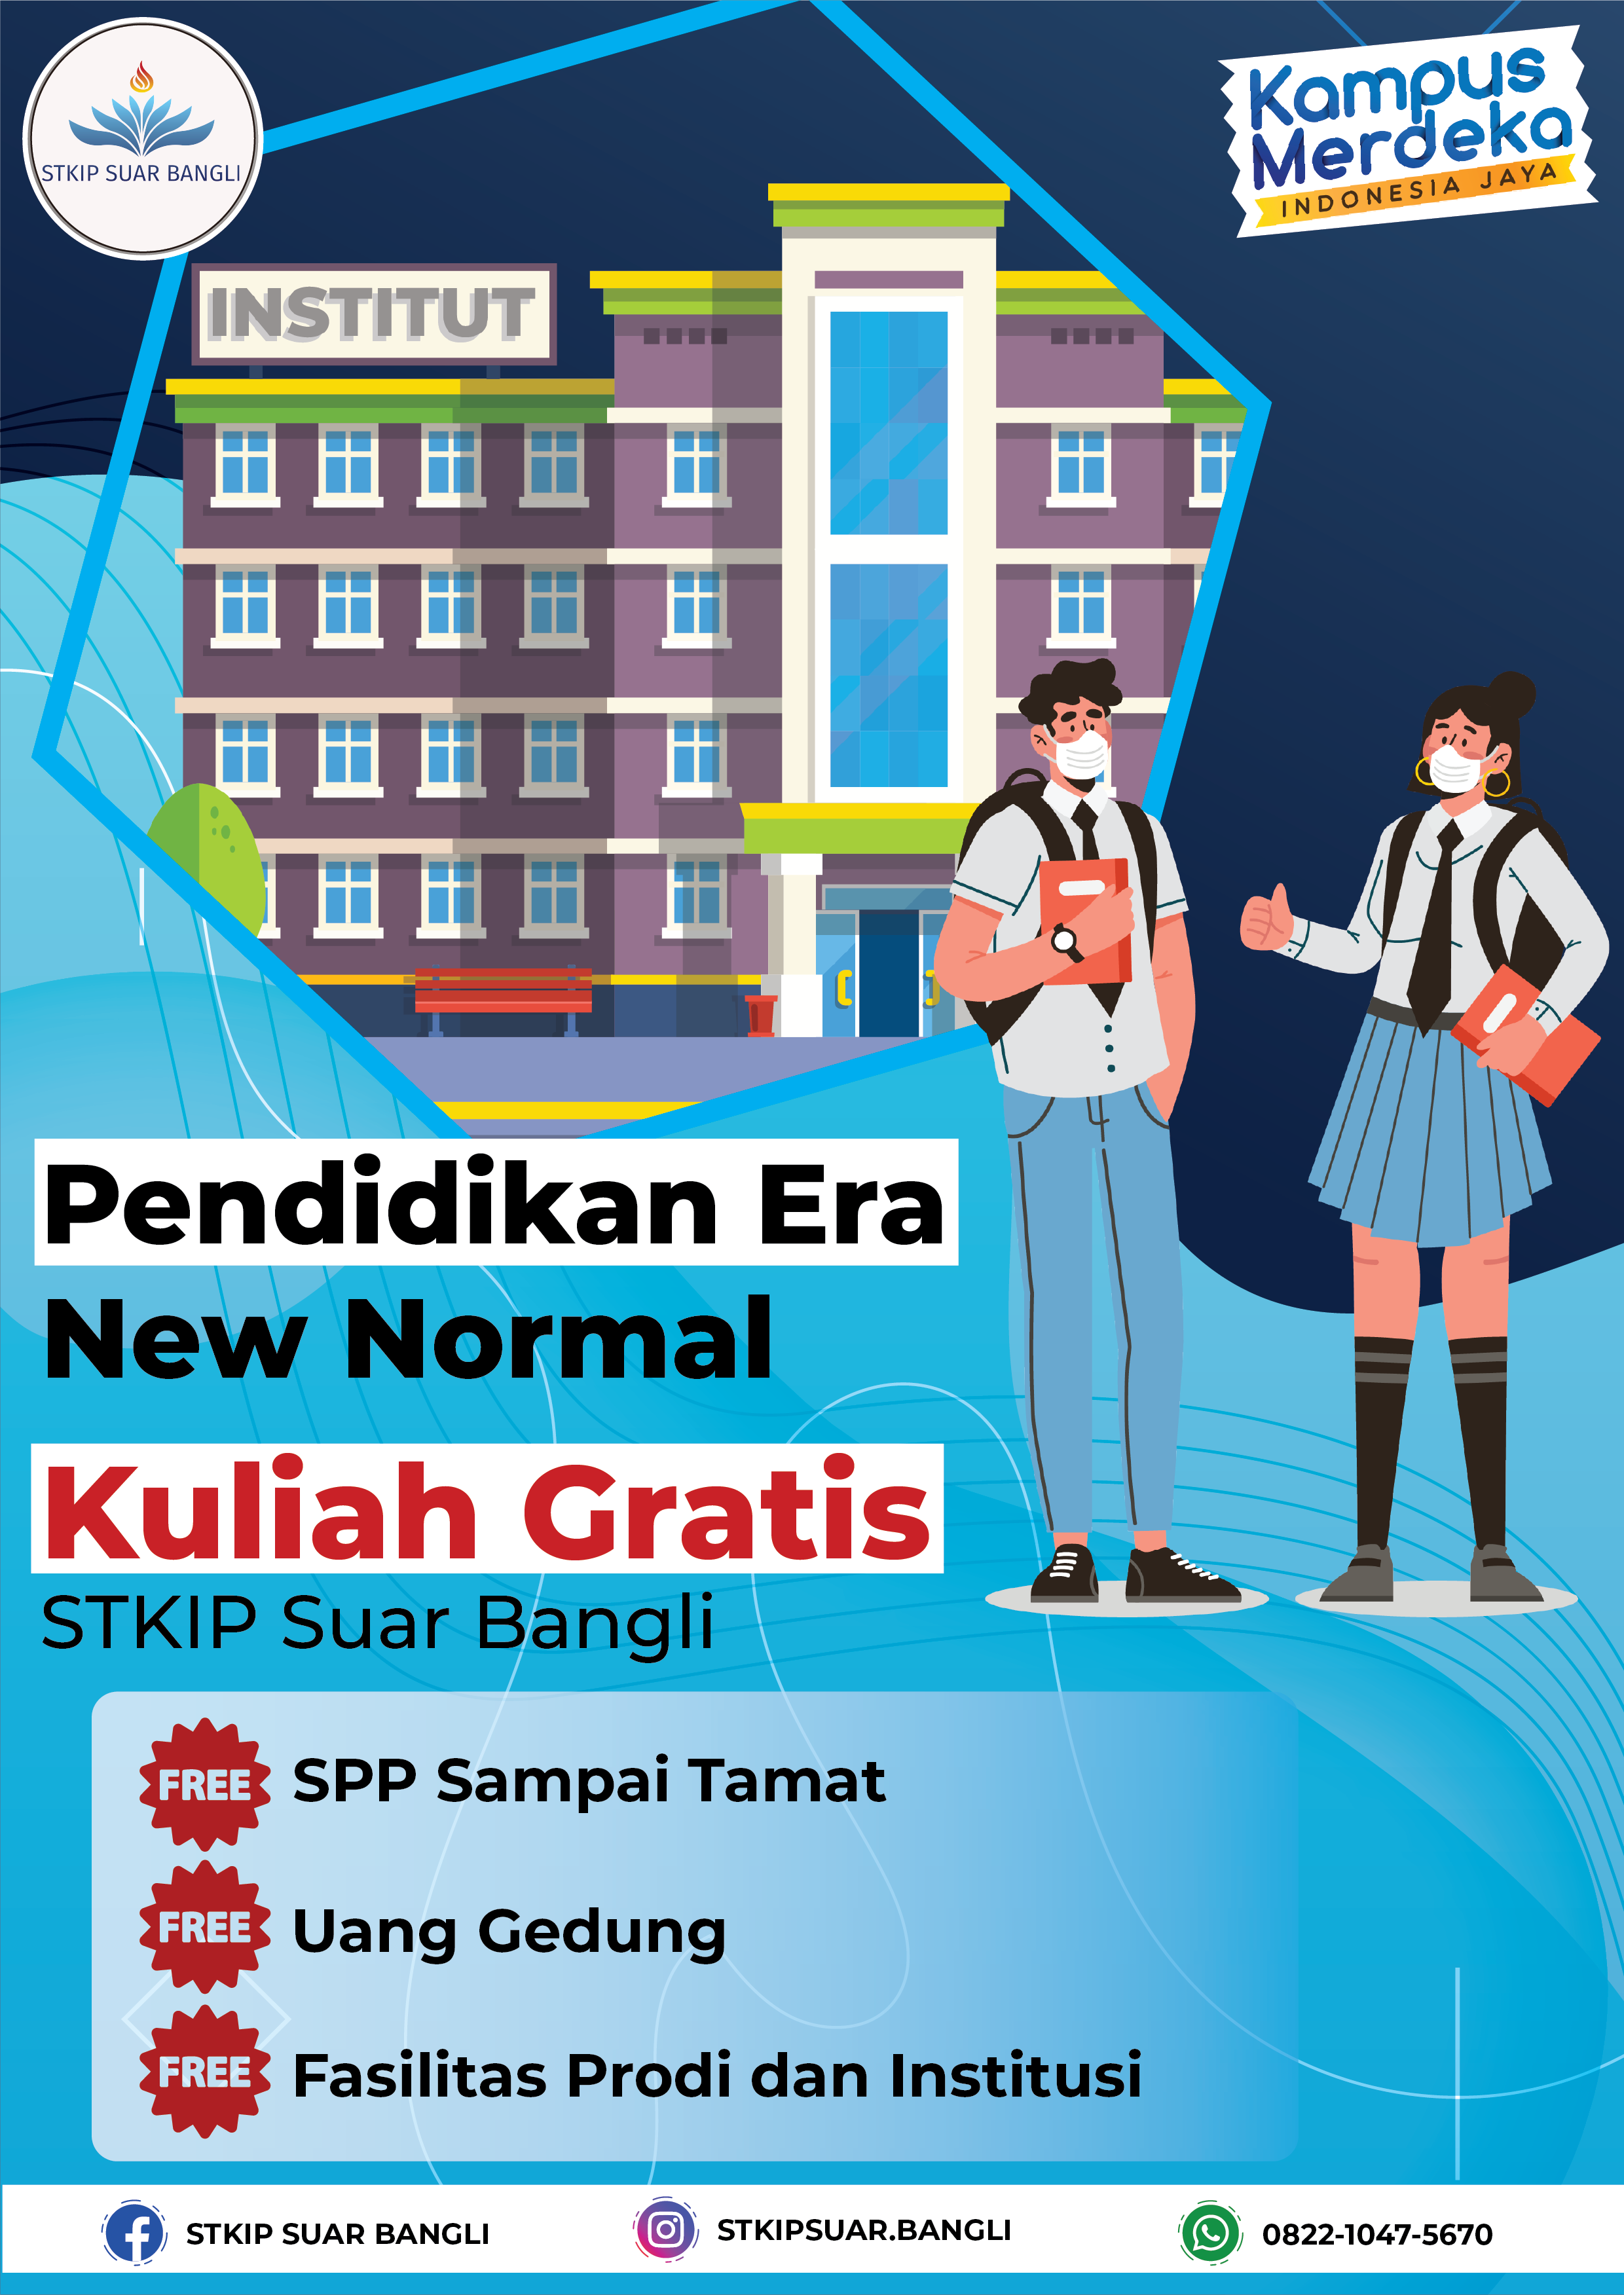 STKIP SUAR BANGLI
Kampus
Merdeka
INDONESIA JAYA
INSTITUT
Pendidikan Era
New Normal
Kuliah Gratis
STKIP Suar Bangli
FREE SPP Sampai Tamat
FREE Uang Gedung
FREE Fasilitas Prodi dan Institusi
STKIP SUAR BANGLI STKIPSUAR.BANGLI 0822-1047-5670